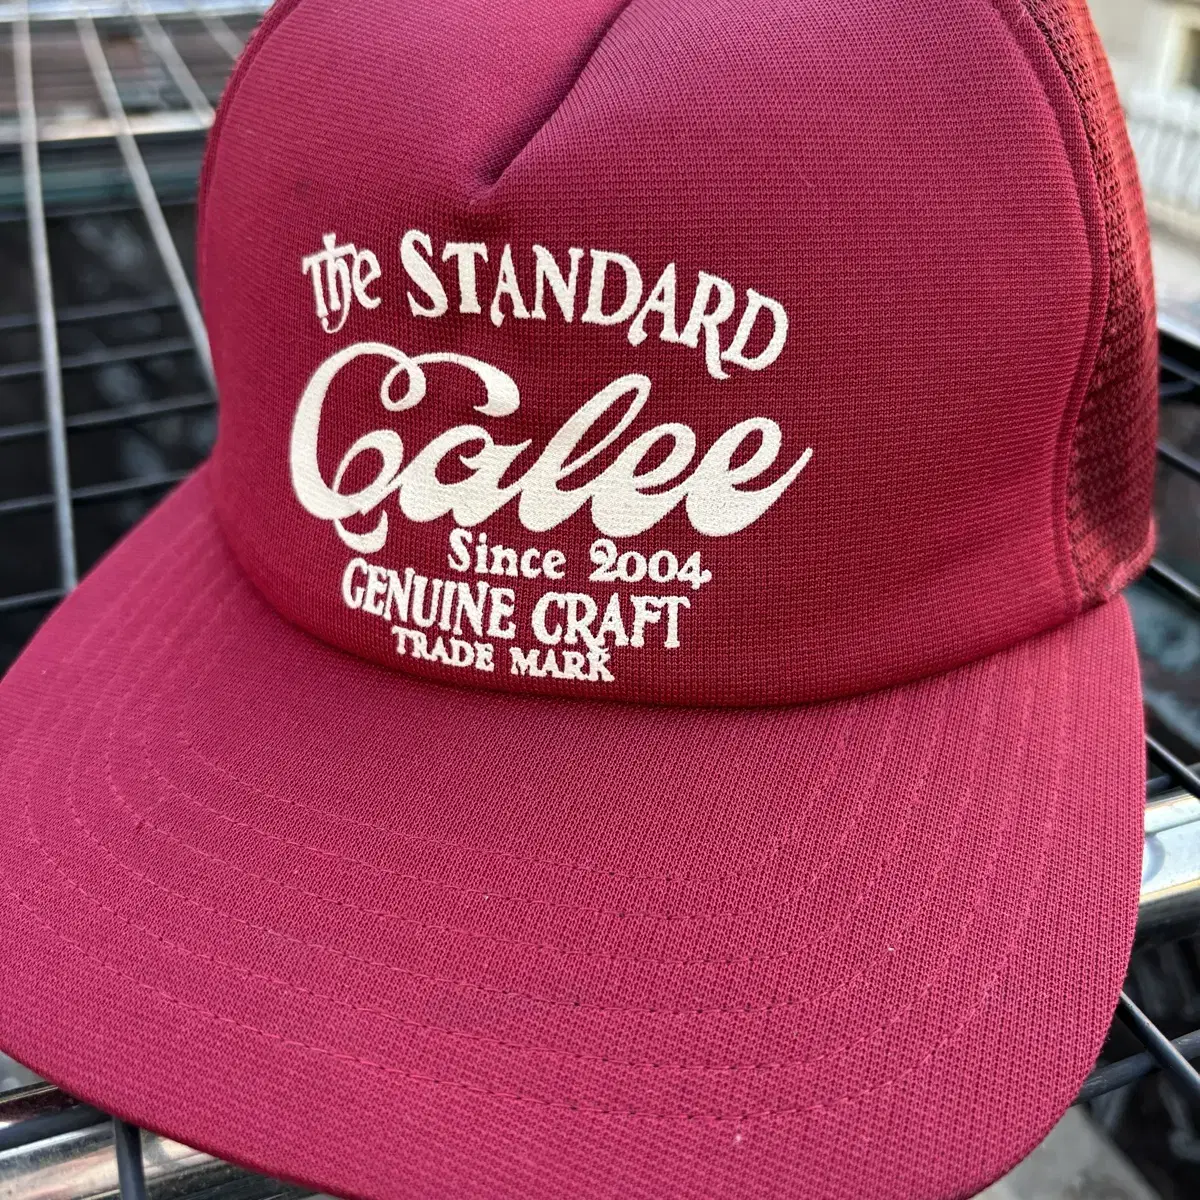 The STANDARD
Calee
Since 2004
GENUINE CRAFT
TRADE MARK